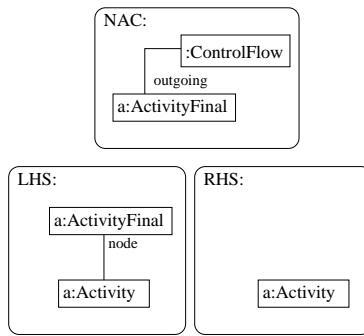 NAC:
:ControlFlow
outgoing
a:ActivityFinal
LHS:
a:ActivityFinal
node
a:Activity
RHS:
a:Activity